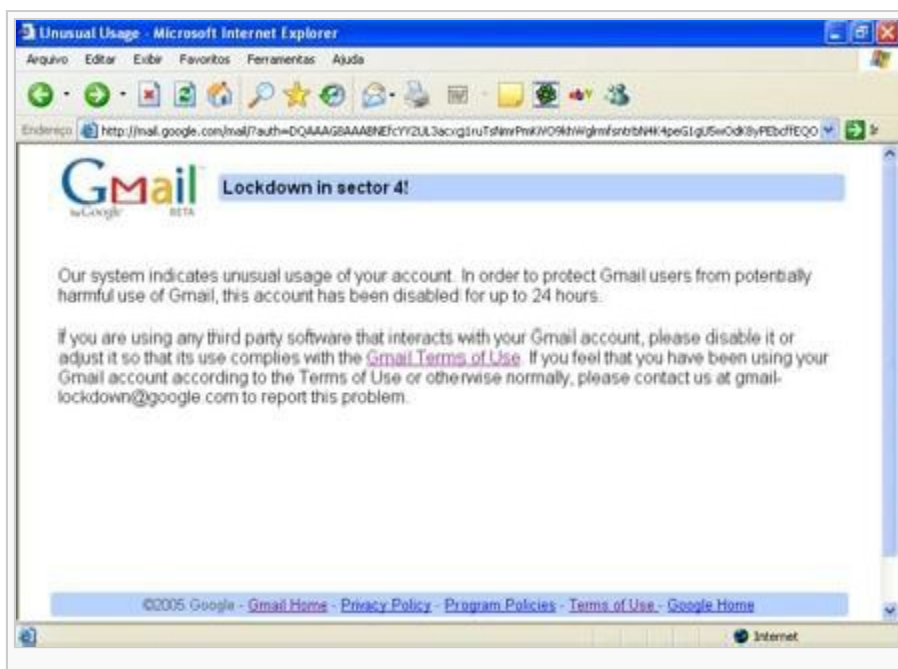 Unusual Usage - Microsoft Internet Explorer
Arquivo Editar Exibir Favoritos Ferramentas Ajuda
Endereço
Gmail
by Google BETA
Lockdown in sector 4!
Our system indicates unusual usage of your account. In order to protect Gmail users from potentially
harmful use of Gmail, this account has been disabled for up to 24 hours.
If you are using any third party software that interacts with your Gmail account, please disable it or
adjust it so that its use complies with the Gmail Terms of Use. If you feel that you have been using your
Gmail account according to the Terms of Use or otherwise normally, please contact us at gmail-
lockdown@google.com to report this problem.
©2005 Google - Gmail Home - Privacy Policy - Program Policies - Terms of Use - Google Home
Internet